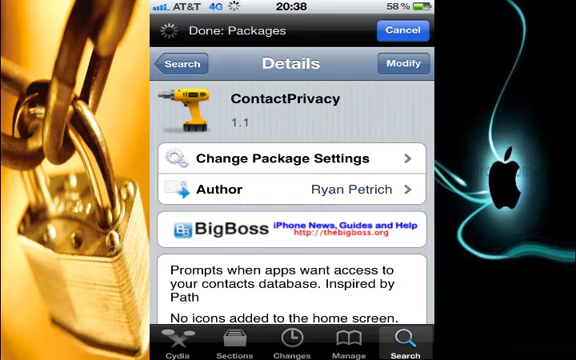 AT&T 4G 20:38 58%
Done: Packages Cancel
Search Details Modify
ContactPrivacy
1.1
Change Package Settings
Author Ryan Petrich
BigBoss iPhone News, Guides and Help
http://thebigboss.org
Prompts when apps want access to
your contacts database. Inspired by
Path
No icons added to the home screen.
Cydia Sections Changes Manage Search